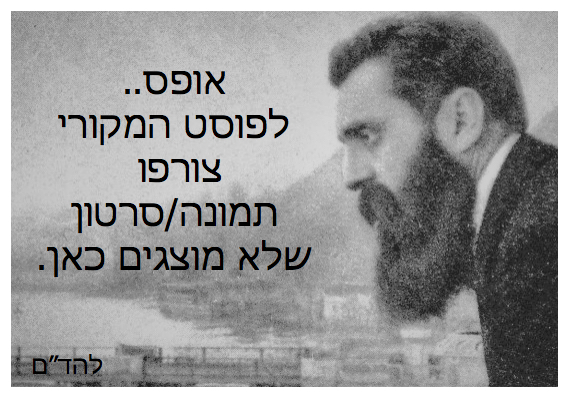 אופס..
לפוסט המקורי
צורפו
תמונה/סרטון
שלא מוצגים כאן.
להד"ם